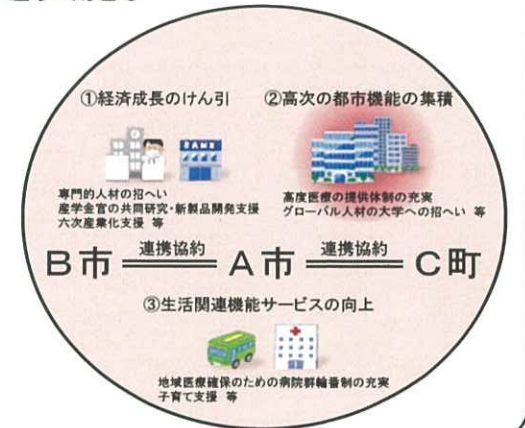 ①経済成長のけん引
②高次の都市機能の集積
BANK
専門的人材の招へい
産学金官の共同研究・新製品開発支援
六次産業化支援 等
高度医療の提供体制の充実
グローバル人材の大学への招へい 等
B市 連携協約 A市 連携協約 C町
③生活関連機能サービスの向上
地域医療確保のための病院群輪番制の充実
子育て支援 等